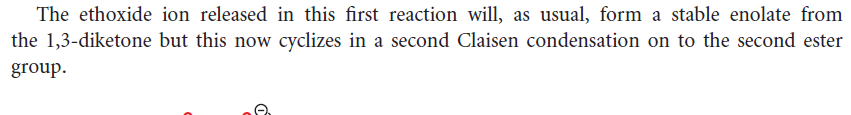 The ethoxide ion released in this first reaction will, as usual, form a stable enolate from
the 1,3-diketone but this now cyclizes in a second Claisen condensation on to the second ester
group.